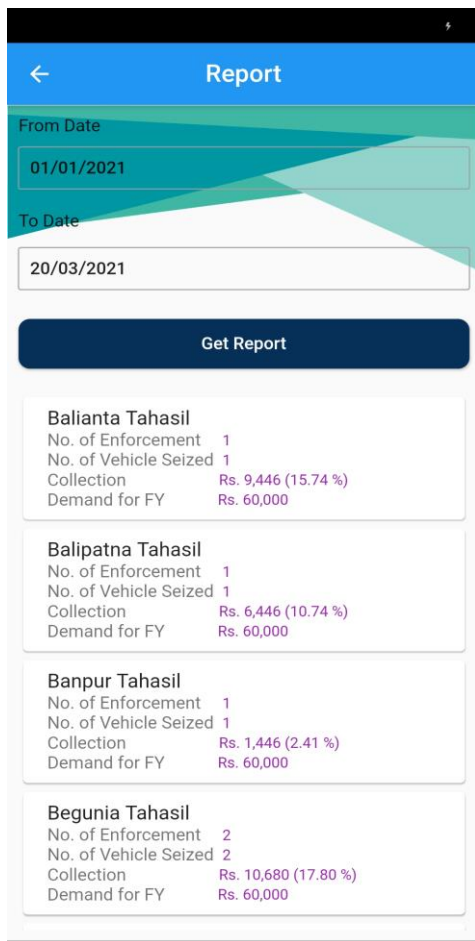 Report
From Date
01/01/2021
To Date
20/03/2021
Get Report
Balianta Tahasil
No. of Enforcement 1
No. of Vehicle Seized 1
Collection Rs. 9,446 (15.74 %)
Demand for FY Rs. 60,000
Balipatna Tahasil
No. of Enforcement 1
No. of Vehicle Seized 1
Collection Rs. 6,446 (10.74 %)
Demand for FY Rs. 60,000
Banpur Tahasil
No. of Enforcement 1
No. of Vehicle Seized 1
Collection Rs. 1,446 (2.41 %)
Demand for FY Rs. 60,000
Begunia Tahasil
No. of Enforcement 2
No. of Vehicle Seized 2
Collection Rs. 10,680 (17.80 %)
Demand for FY Rs. 60,000